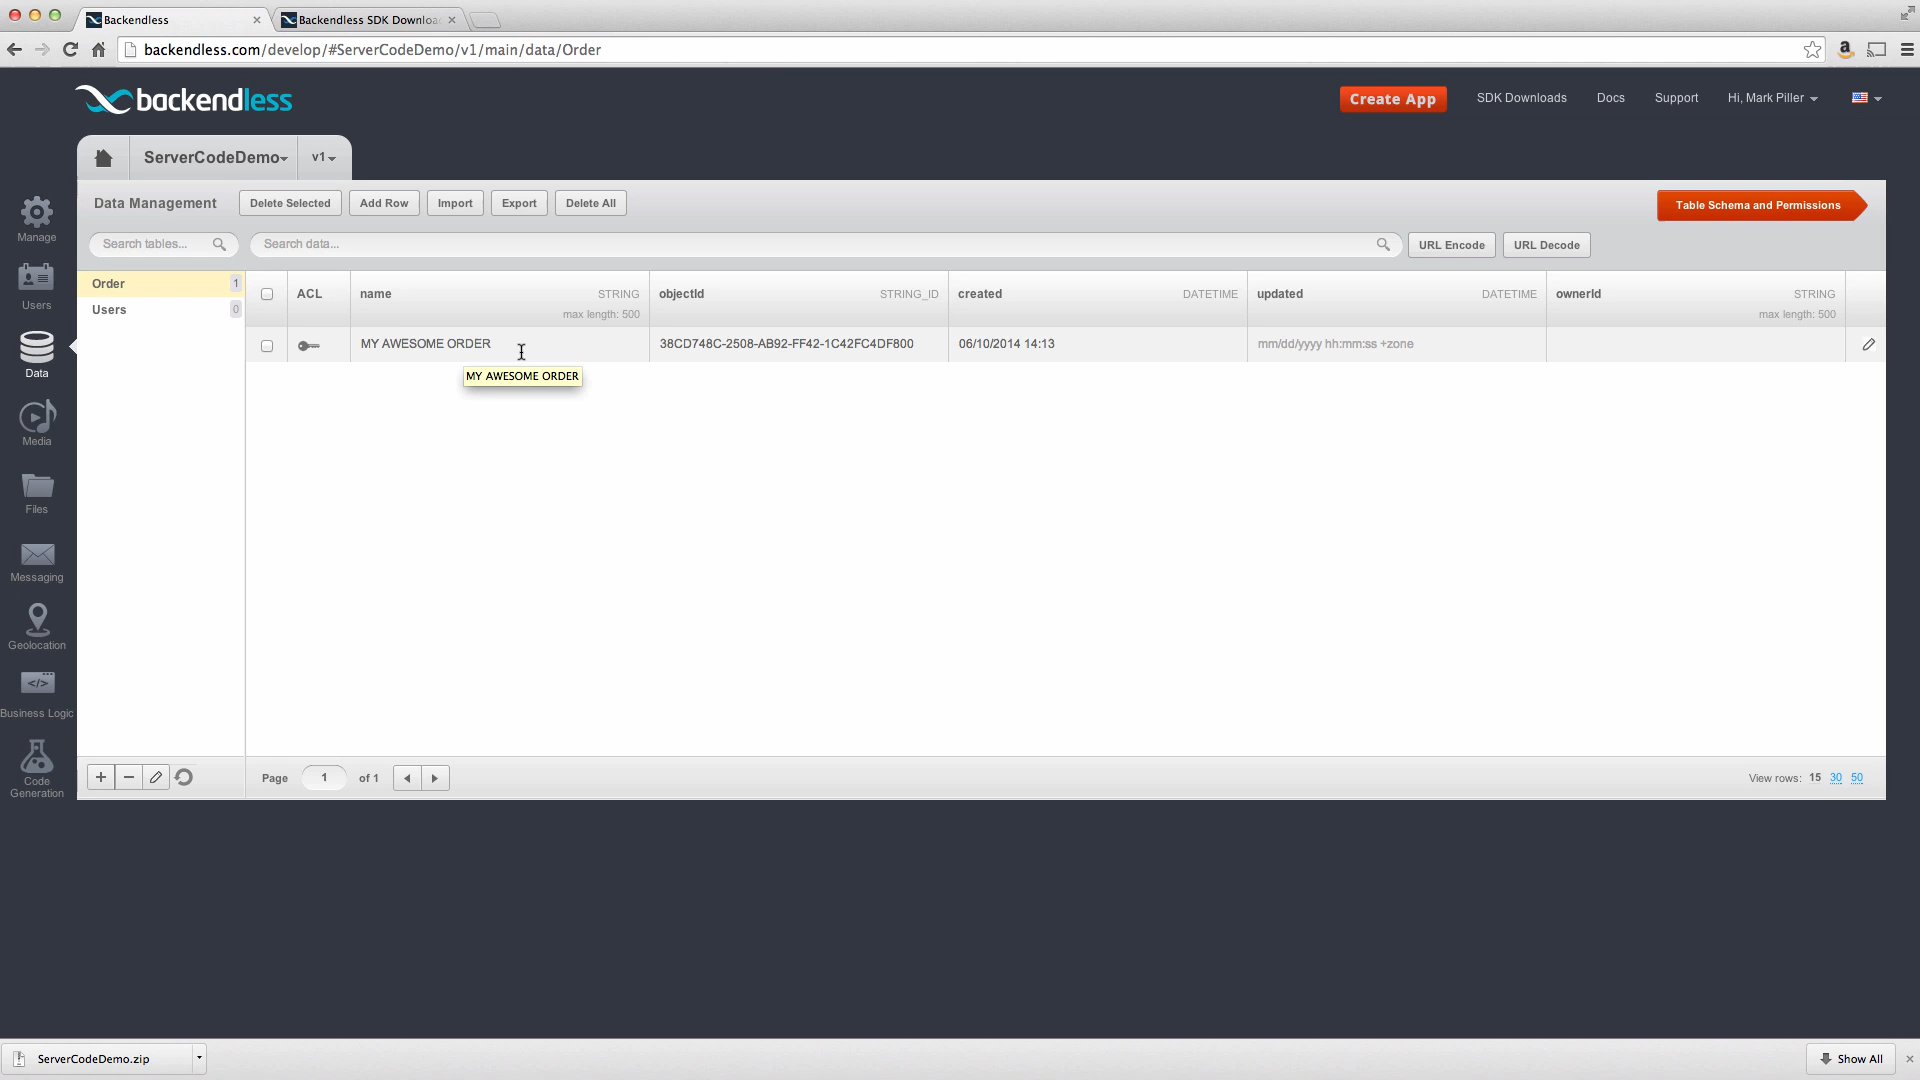 Backendless
Backendless SDK Downloa
backendless.com/develop/#ServerCodeDemo/v1/main/data/Order
backendless
Create App
SDK Downloads
Docs
Support
Hi, Mark Piller
ServerCodeDemo
v1
Data Management
Delete Selected
Add Row
Import
Export
Delete All
Table Schema and Permissions
Search tables...
Search data...
URL Encode
URL Decode
Manage
Users
Data
Media
Files
Messaging
Geolocation
Business Logic
Code
Generation
Order 1
Users 0
ACL
name STRING
max length: 500
objectId STRING_ID
created DATETIME
updated DATETIME
ownerId STRING
max length: 500
MY AWESOME ORDER
38CD748C-2508-AB92-FF42-1C42FC4DF800
06/10/2014 14:13
mm/dd/yyyy hh:mm:ss +zone
MY AWESOME ORDER
Page 1 of 1
View rows: 15 30 50
ServerCodeDemo.zip
Show All